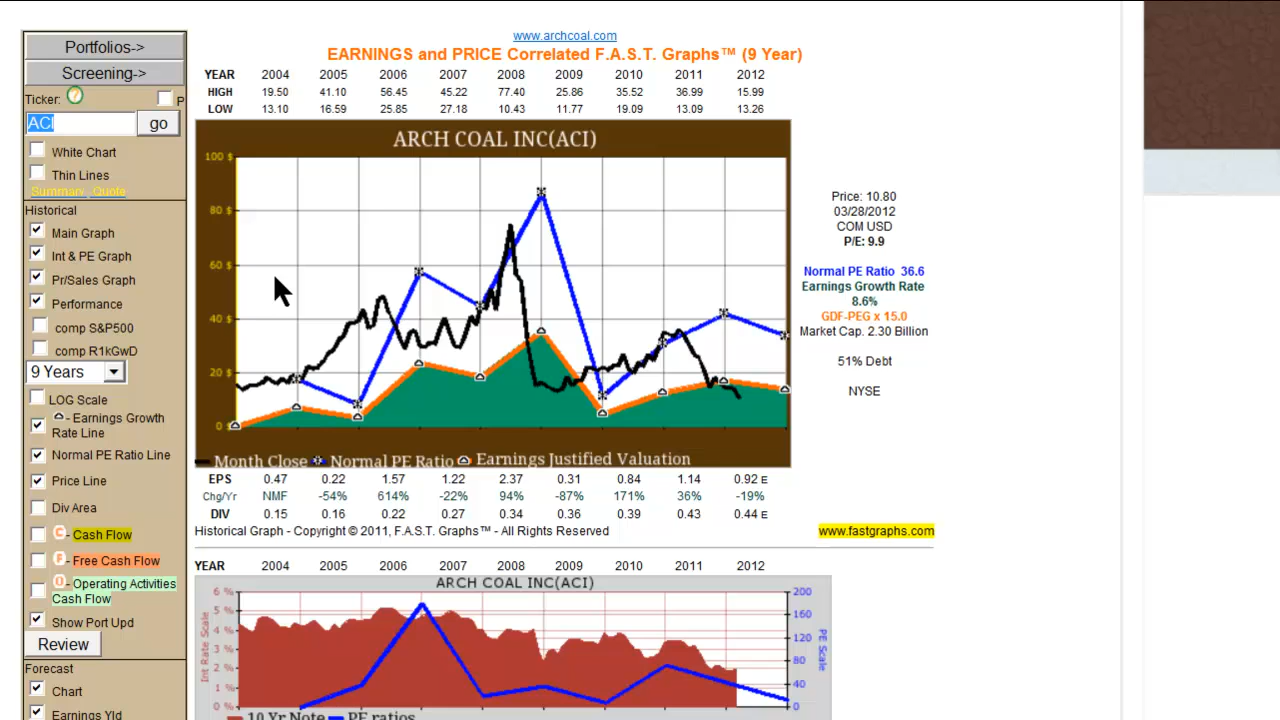 www.archcoal.com
EARNINGS and PRICE Correlated F.A.S.T. Graphs™ (9 Year)
YEAR 2004 2005 2006 2007 2008 2009 2010 2011 2012
HIGH 19.50 41.10 56.45 45.22 77.40 25.86 35.52 36.99 15.99
LOW 13.10 16.59 25.85 27.18 10.43 11.77 19.09 13.09 13.26
Portfolios->
Screening->
Ticker: P
ACI go
White Chart
Thin Lines
Summary Quote
Historical
Main Graph
Int & PE Graph
Pr/Sales Graph
Performance
comp S&P500
comp R1kGwD
9 Years
LOG Scale
- Earnings Growth
Rate Line
Normal PE Ratio Line
Price Line
Div Area
C - Cash Flow
F - Free Cash Flow
O - Operating Activities
Cash Flow
Show Port Upd
Review
Forecast
Chart
Earnings Yld
ARCH COAL INC(ACI)
100 $
80 $
60 $
40 $
20 $
0 $
Month Close Normal PE Ratio Earnings Justified Valuation
Price: 10.80
03/28/2012
COM USD
P/E: 9.9
Normal PE Ratio 36.6
Earnings Growth Rate
8.6%
GDF-PEG x 15.0
Market Cap. 2.30 Billion
51% Debt
NYSE
EPS 0.47 0.22 1.57 1.22 2.37 0.31 0.84 1.14 0.92 E
Chg/Yr NMF -54% 614% -22% 94% -87% 171% 36% -19%
DIV 0.15 0.16 0.22 0.27 0.34 0.36 0.39 0.43 0.44 E
Historical Graph - Copyright © 2011, F.A.S.T. Graphs™ - All Rights Reserved www.fastgraphs.com
YEAR 2004 2005 2006 2007 2008 2009 2010 2011 2012
ARCH COAL INC(ACI)
6 % 200
5 % 160
4 % 120
3 %
2 % 80
1 % 40
0 % 0
Int Rate Scale
PE Scale
10 Yr Note PE ratios